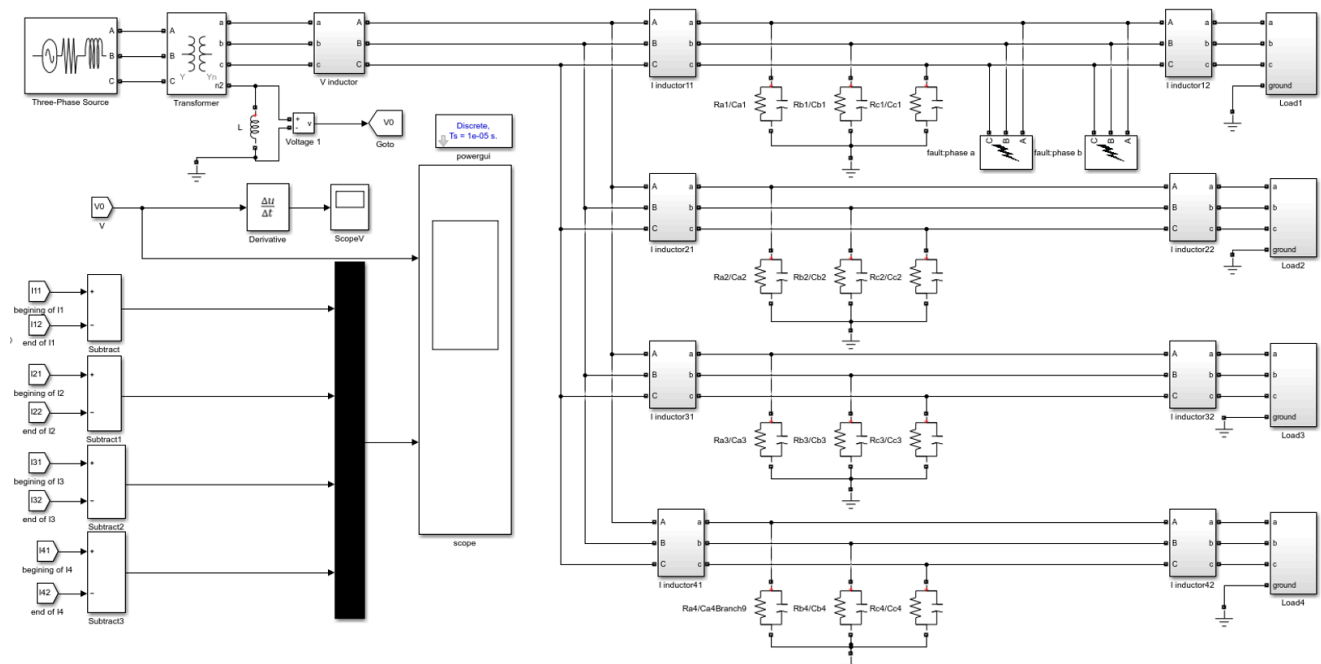 A
B
C
Three-Phase Source
A
B
C
Y
Yn
a
b
c
n2
Transformer
a
b
c
A
B
C
V inductor
L
+
-
v
Voltage 1
V0
Goto
Discrete,
Ts = 1e-05 s.
powergui
V0
V
Δu
Δt
Derivative
ScopeV
scope
I11
begining of I1
I12
end of I1
+
−
Subtract
I21
begining of I2
I22
end of I2
+
−
Subtract1
I31
begining of I3
I32
end of I3
+
−
Subtract2
I41
begining of I4
I42
end of I4
+
−
Subtract3
A
B
C
a
b
c
I inductor11
Ra1/Ca1
Rb1/Cb1
Rc1/Cc1
fault:phase a
C
B
A
fault:phase b
C
B
A
A
B
C
a
b
c
I inductor12
a
b
c
ground
Load1
A
B
C
a
b
c
I inductor21
Ra2/Ca2
Rb2/Cb2
Rc2/Cc2
A
B
C
a
b
c
I inductor22
a
b
c
ground
Load2
A
B
C
a
b
c
I inductor31
Ra3/Ca3
Rb3/Cb3
Rc3/Cc3
A
B
C
a
b
c
I inductor32
a
b
c
ground
Load3
A
B
C
a
b
c
I inductor41
Ra4/Ca4Branch9
Rb4/Cb4
Rc4/Cc4
A
B
C
a
b
c
I inductor42
a
b
c
ground
Load4